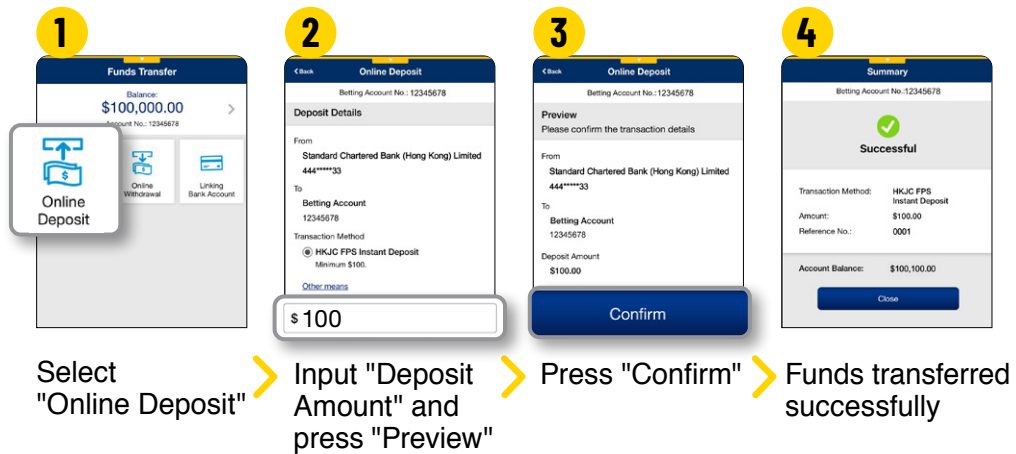 1
Funds Transfer
Balance:
$100,000.00
Account No.: 12345678
Online
Deposit
Online
Withdrawal
Linking
Bank Account
Select
"Online Deposit"
2
Back
Online Deposit
Betting Account No.: 12345678
Deposit Details
From
Standard Chartered Bank (Hong Kong) Limited
444*****33
To
Betting Account
12345678
Transaction Method
HKJC FPS Instant Deposit
Minimum $100.
Other means
$ 100
Input "Deposit
Amount" and
press "Preview"
3
Back
Online Deposit
Betting Account No.: 12345678
Preview
Please confirm the transaction details
From
Standard Chartered Bank (Hong Kong) Limited
444*****33
To
Betting Account
12345678
Deposit Amount
$100.00
Confirm
Press "Confirm"
4
Summary
Betting Account No.:12345678
Successful
Transaction Method: HKJC FPS
Instant Deposit
Amount: $100.00
Reference No.: 0001
Account Balance: $100,100.00
Close
Funds transferred
successfully